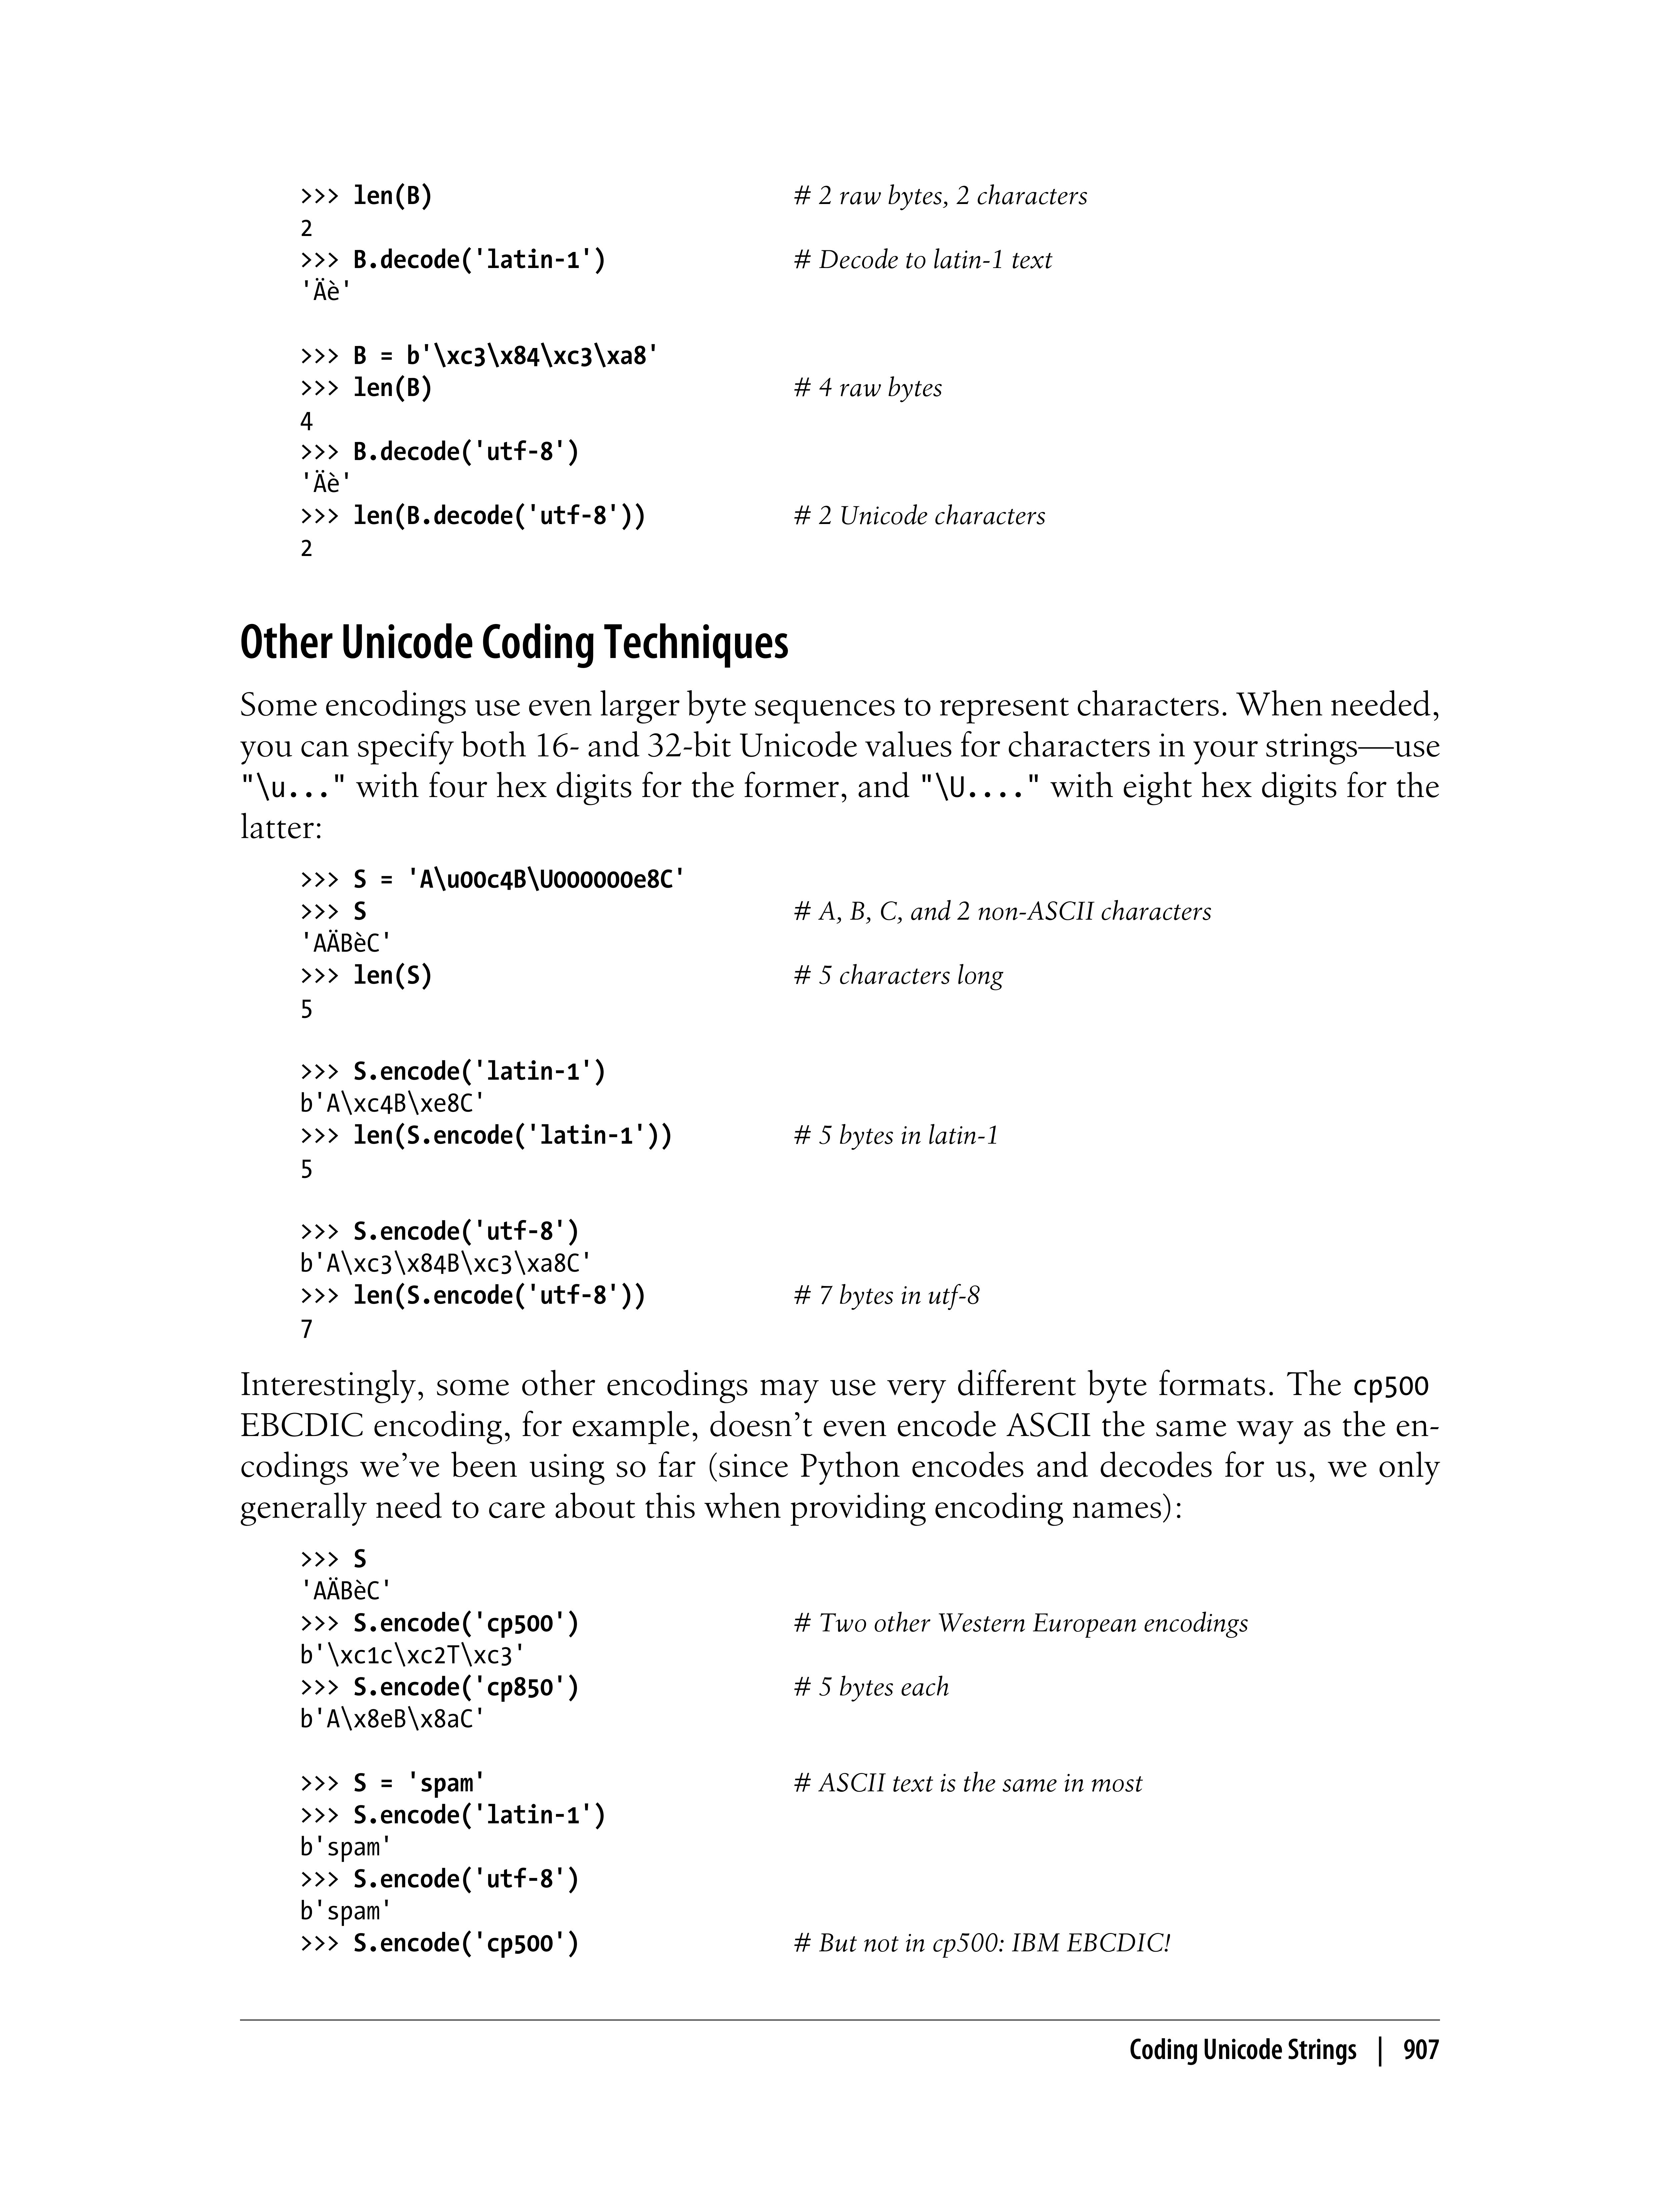 >>> len(B) # 2 raw bytes, 2 characters
2
>>> B.decode('latin-1') # Decode to latin-1 text
'Äè'
>>> B = b'\xc3\x84\xc3\xa8'
>>> len(B) # 4 raw bytes
4
>>> B.decode('utf-8')
'Äè'
>>> len(B.decode('utf-8')) # 2 Unicode characters
2
Other Unicode Coding Techniques
Some encodings use even larger byte sequences to represent characters. When needed,
you can specify both 16- and 32-bit Unicode values for characters in your strings—use
"\u..." with four hex digits for the former, and "\U...." with eight hex digits for the
latter:
>>> S = 'A\u00c4B\U000000e8C'
>>> S # A, B, C, and 2 non-ASCII characters
'AÄBèC'
>>> len(S) # 5 characters long
5
>>> S.encode('latin-1')
b'A\xc4B\xe8C'
>>> len(S.encode('latin-1')) # 5 bytes in latin-1
5
>>> S.encode('utf-8')
b'A\xc3\x84B\xc3\xa8C'
>>> len(S.encode('utf-8')) # 7 bytes in utf-8
7
Interestingly, some other encodings may use very different byte formats. The cp500
EBCDIC encoding, for example, doesn't even encode ASCII the same way as the en-
codings we've been using so far (since Python encodes and decodes for us, we only
generally need to care about this when providing encoding names):
>>> S
'AÄBèC'
>>> S.encode('cp500') # Two other Western European encodings
b'\xc1c\xc2T\xc3'
>>> S.encode('cp850') # 5 bytes each
b'A\x8eB\x8aC'
>>> S = 'spam' # ASCII text is the same in most
>>> S.encode('latin-1')
b'spam'
>>> S.encode('utf-8')
b'spam'
>>> S.encode('cp500') # But not in cp500: IBM EBCDIC!
Coding Unicode Strings | 907